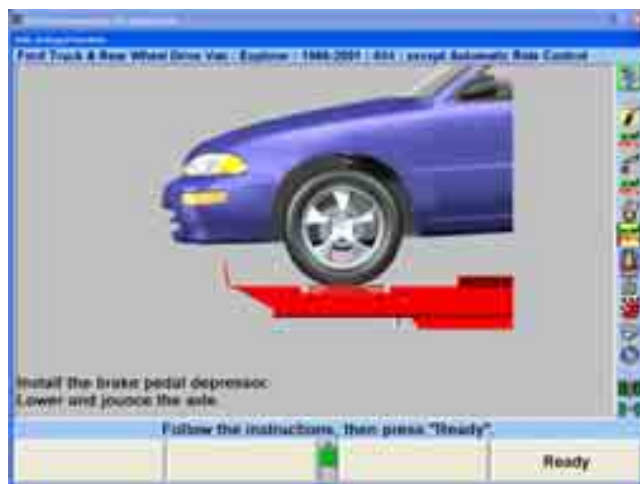 Ford Truck & Rear Wheel Drive Van : Explorer : 1998-2001 : 4X4 : except Automatic Ride Control
Install the brake pedal depressor.
Lower and jounce the axle.
Follow the instructions, then press "Ready".
Ready